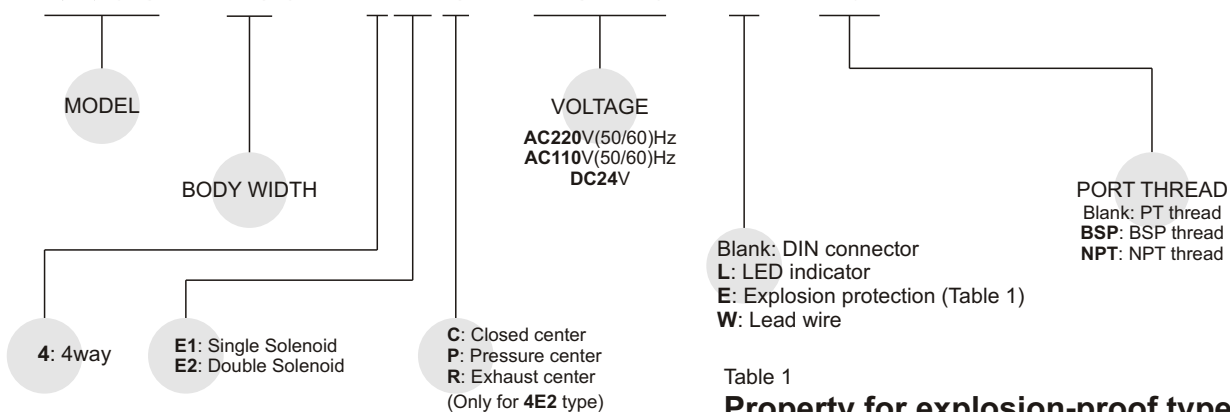 MODEL
BODY WIDTH
VOLTAGE
AC220V(50/60)Hz
AC110V(50/60)Hz
DC24V
PORT THREAD
Blank: PT thread
BSP: BSP thread
NPT: NPT thread
Blank: DIN connector
L: LED indicator
E: Explosion protection (Table 1)
W: Lead wire
4: 4way
E1: Single Solenoid
E2: Double Solenoid
C: Closed center
P: Pressure center
R: Exhaust center
(Only for 4E2 type)
Table 1
Property for explosion-proof type